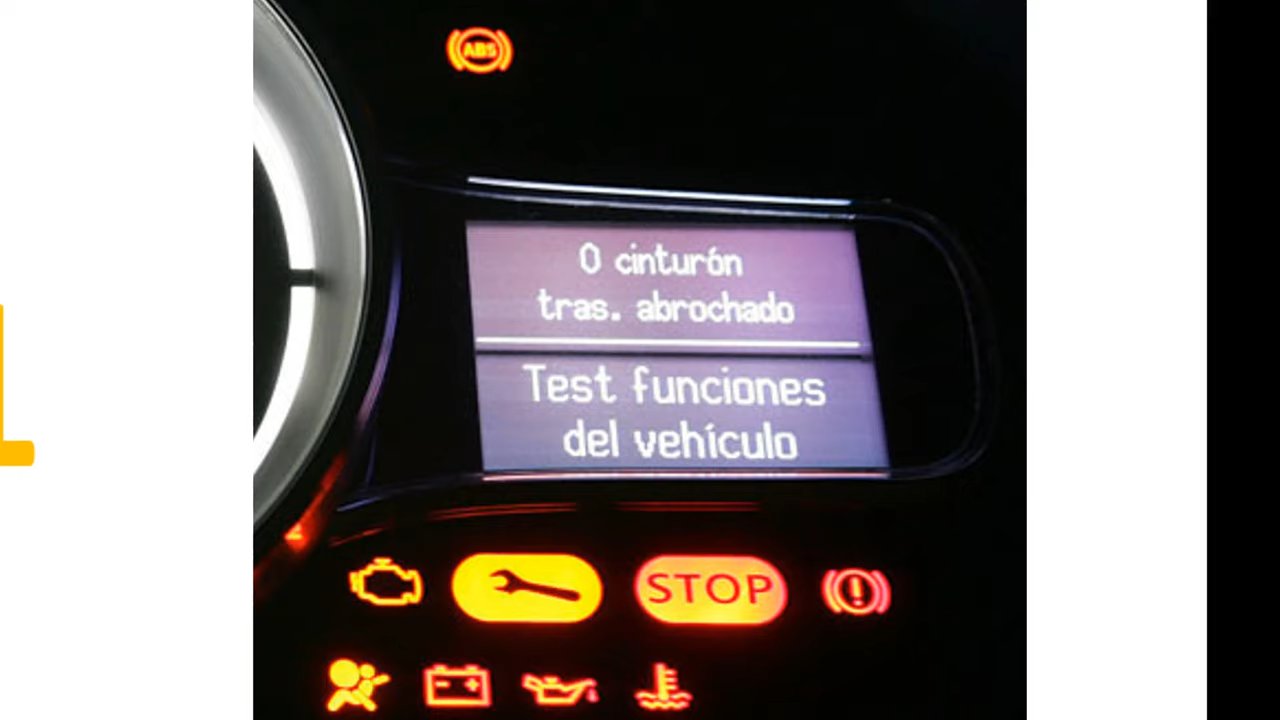 ABS
0 cinturón
tras. abrochado
Test funciones
del vehículo
STOP